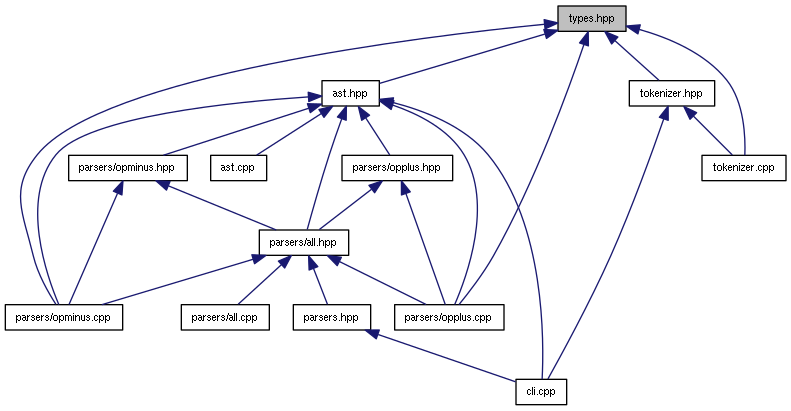 types.hpp
ast.hpp
tokenizer.hpp
parsers/opminus.hpp
ast.cpp
parsers/opplus.hpp
tokenizer.cpp
parsers/all.hpp
parsers/opminus.cpp
parsers/all.cpp
parsers.hpp
parsers/opplus.cpp
cli.cpp